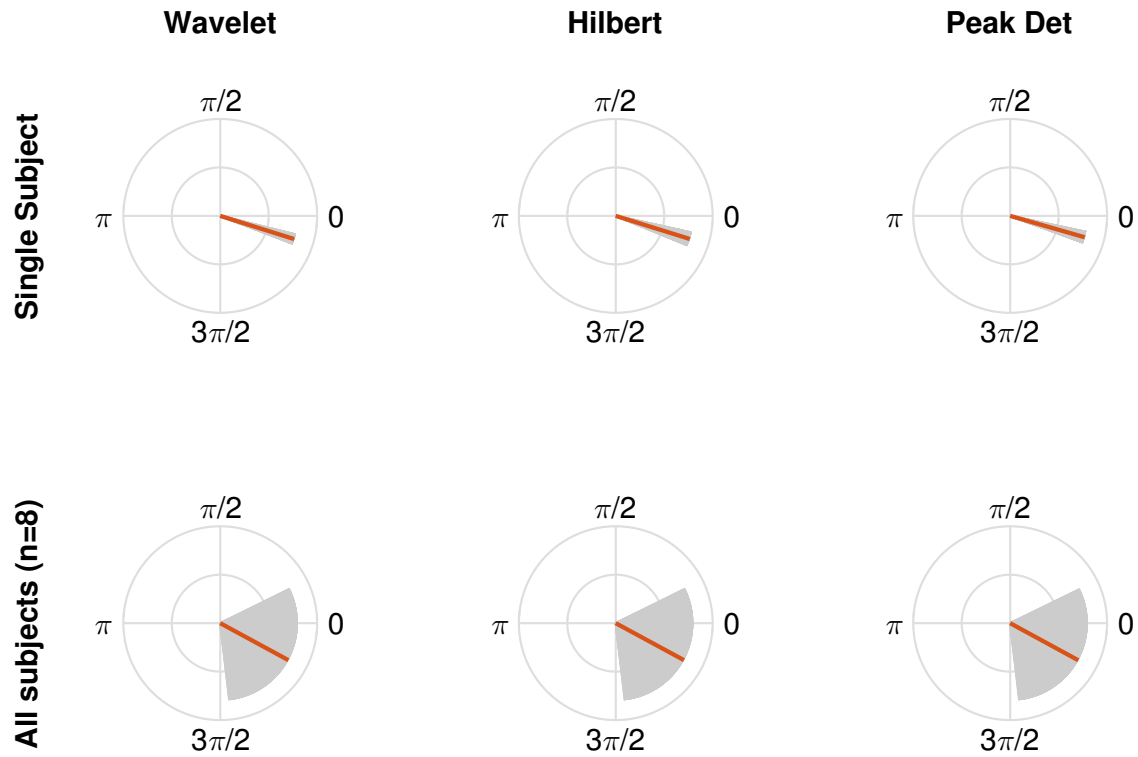 Wavelet Hilbert Peak Det
Single Subject
π/2 π/2 π/2
π 0 π 0 π 0
3π/2 3π/2 3π/2
All subjects (n=8)
π/2 π/2 π/2
π 0 π 0 π 0
3π/2 3π/2 3π/2